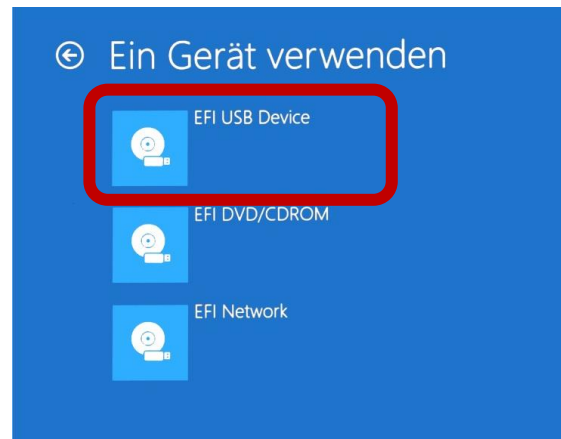 Ein Gerät verwenden
EFI USB Device
EFI DVD/CDROM
EFI Network